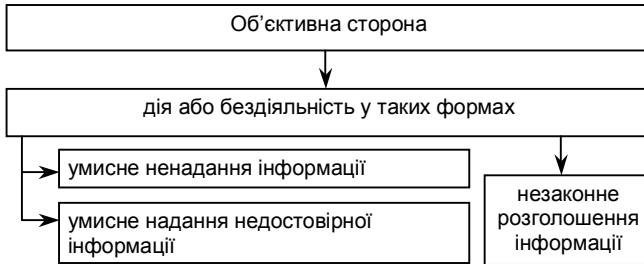 Об’єктивна сторона
дія або бездіяльність у таких формах
умисне ненадання інформації
умисне надання недостовірної
інформації
незаконне
розголошення
інформації